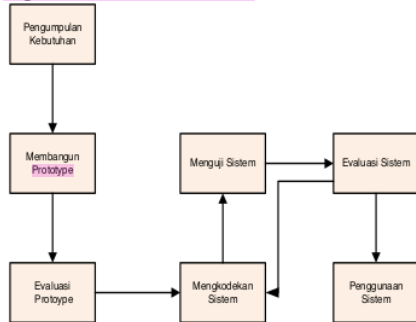 Pengumpulan
Kebutuhan
Membangun
Prototype
Menguji Sistem
Evaluasi Sistem
Evaluasi
Protoype
Mengkodekan
Sistem
Penggunaan
Sistem